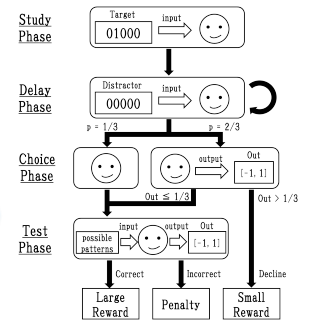 Study
Phase
Target
01000
input
Delay
Phase
Distractor
00000
input
p = 1/3
p = 2/3
Choice
Phase
output
Out
[-1, 1]
Out ≦ 1/3
Out > 1/3
Test
Phase
possible
patterns
input
output
Out
[-1, 1]
Correct
Incorrect
Decline
Large
Reward
Penalty
Small
Reward